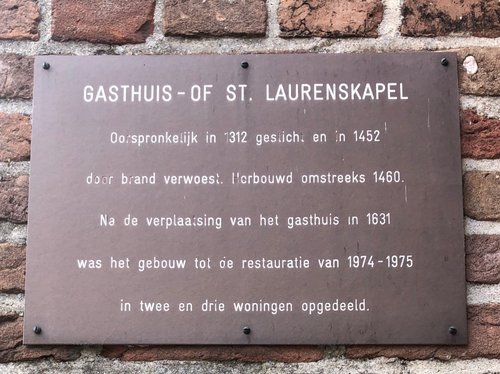 GASTHUIS - OF ST. LAURENSKAPEL
Oorspronkelijk in 1312 gesticht en in 1452
door brand verwoest. Herbouwd omstreeks 1460.
Na de verplaatsing van het gasthuis in 1631
was het gebouw tot de restauratie van 1974 - 1975
in twee en drie woningen opgedeeld.